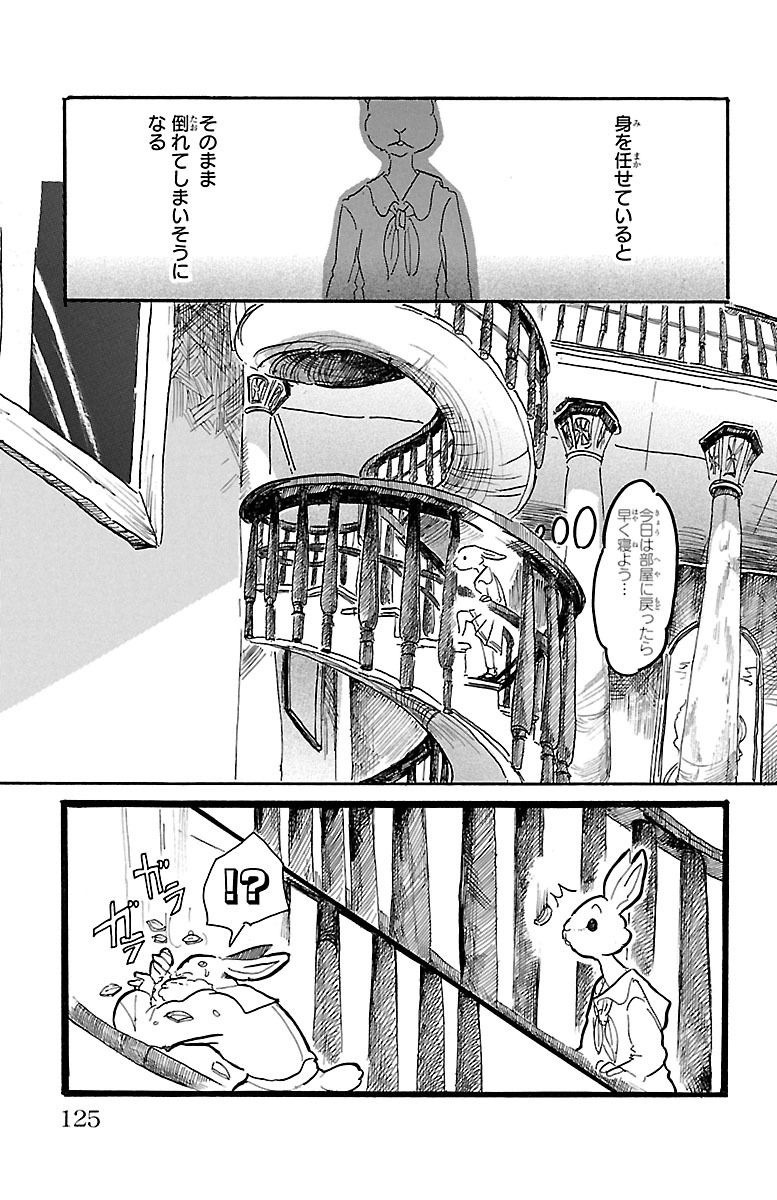 身を任せていると
そのまま
倒れてしまいそうに
なる
今日は部屋に戻ったら
早く寝よう…
!?
ガラ
ガラ
125